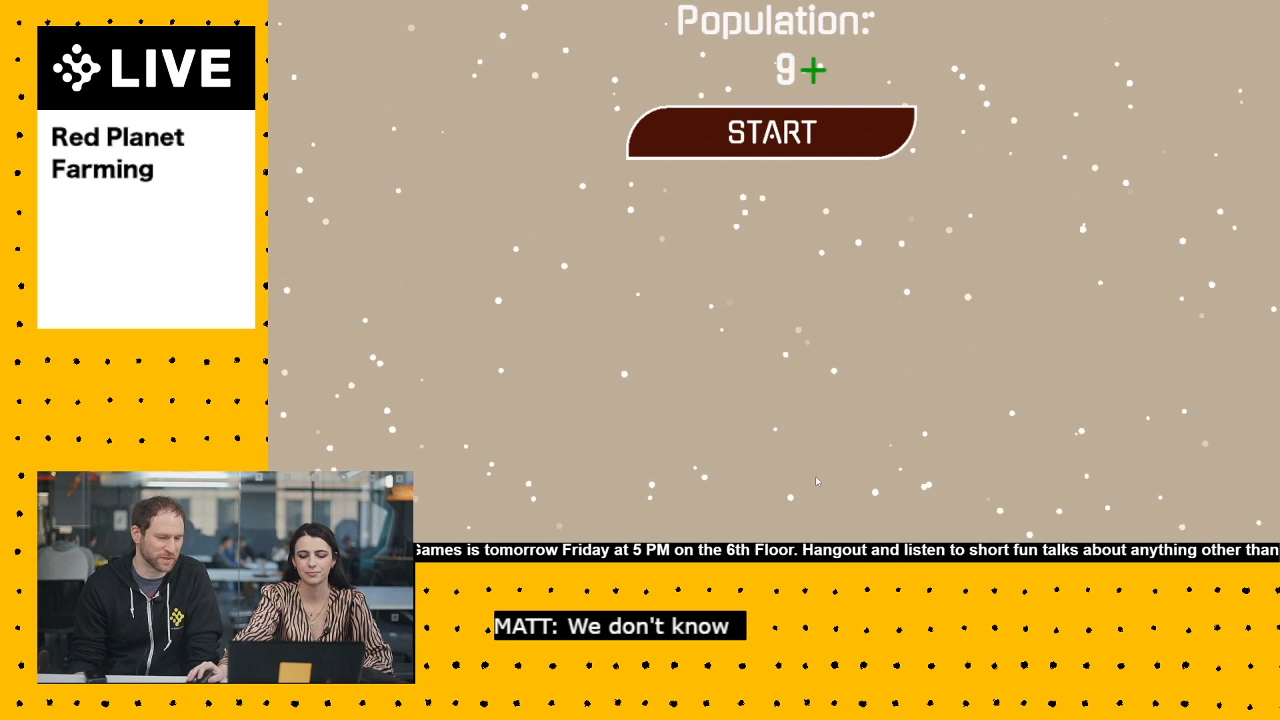 LIVE
Red Planet
Farming
Population:
9+
START
Games is tomorrow Friday at 5 PM on the 6th Floor. Hangout and listen to short fun talks about anything other than
MATT: We don't know